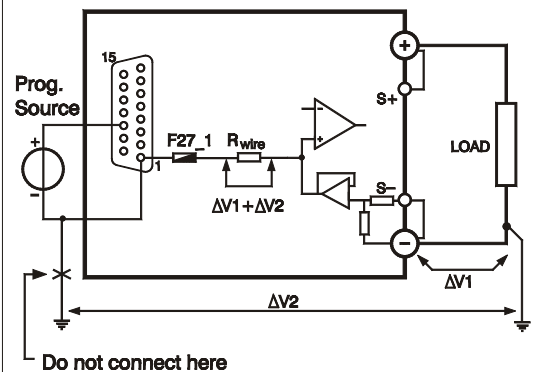 15
Prog.
Source
+
−
F27_1
Rwire
1
ΔV1+ΔV2
−
+
+
S+
S−
−
LOAD
ΔV1
ΔV2
Do not connect here